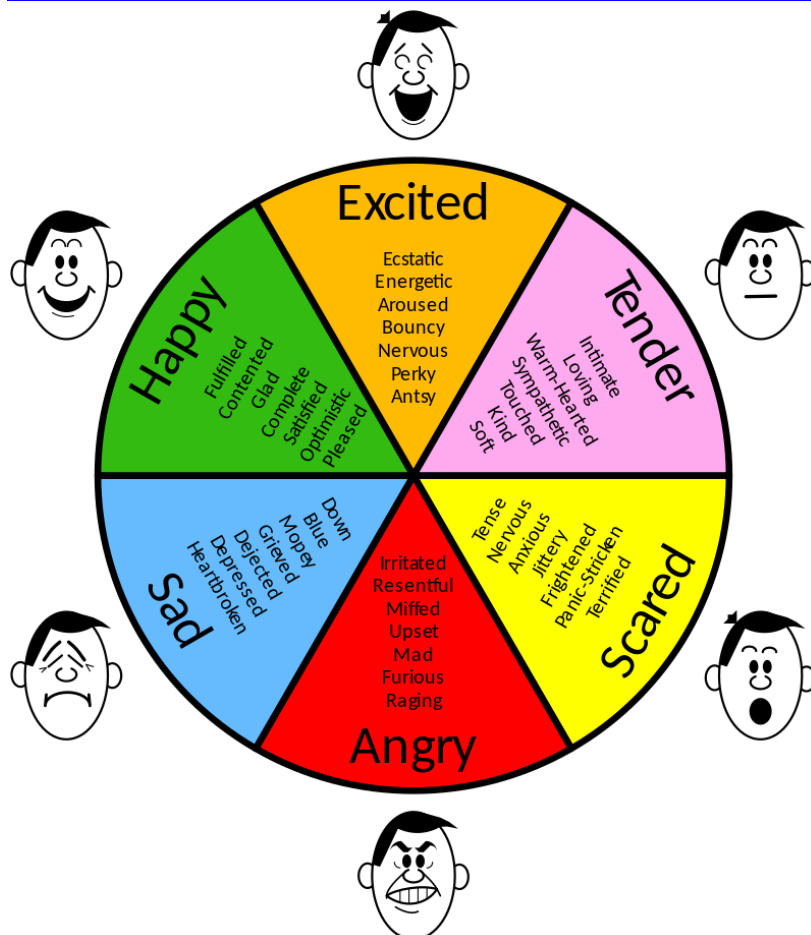 Excited
Ecstatic
Energetic
Aroused
Bouncy
Nervous
Perky
Antsy
Tender
Intimate
Loving
Warm-Hearted
Sympathetic
Touched
Kind
Soft
Scared
Tense
Nervous
Anxious
Jittery
Frightened
Panic-Stricken
Terrified
Angry
Irritated
Resentful
Miffed
Upset
Mad
Furious
Raging
Sad
Down
Blue
Mopey
Grieved
Dejected
Depressed
Heartbroken
Happy
Fulfilled
Contented
Glad
Complete
Satisfied
Optimistic
Pleased